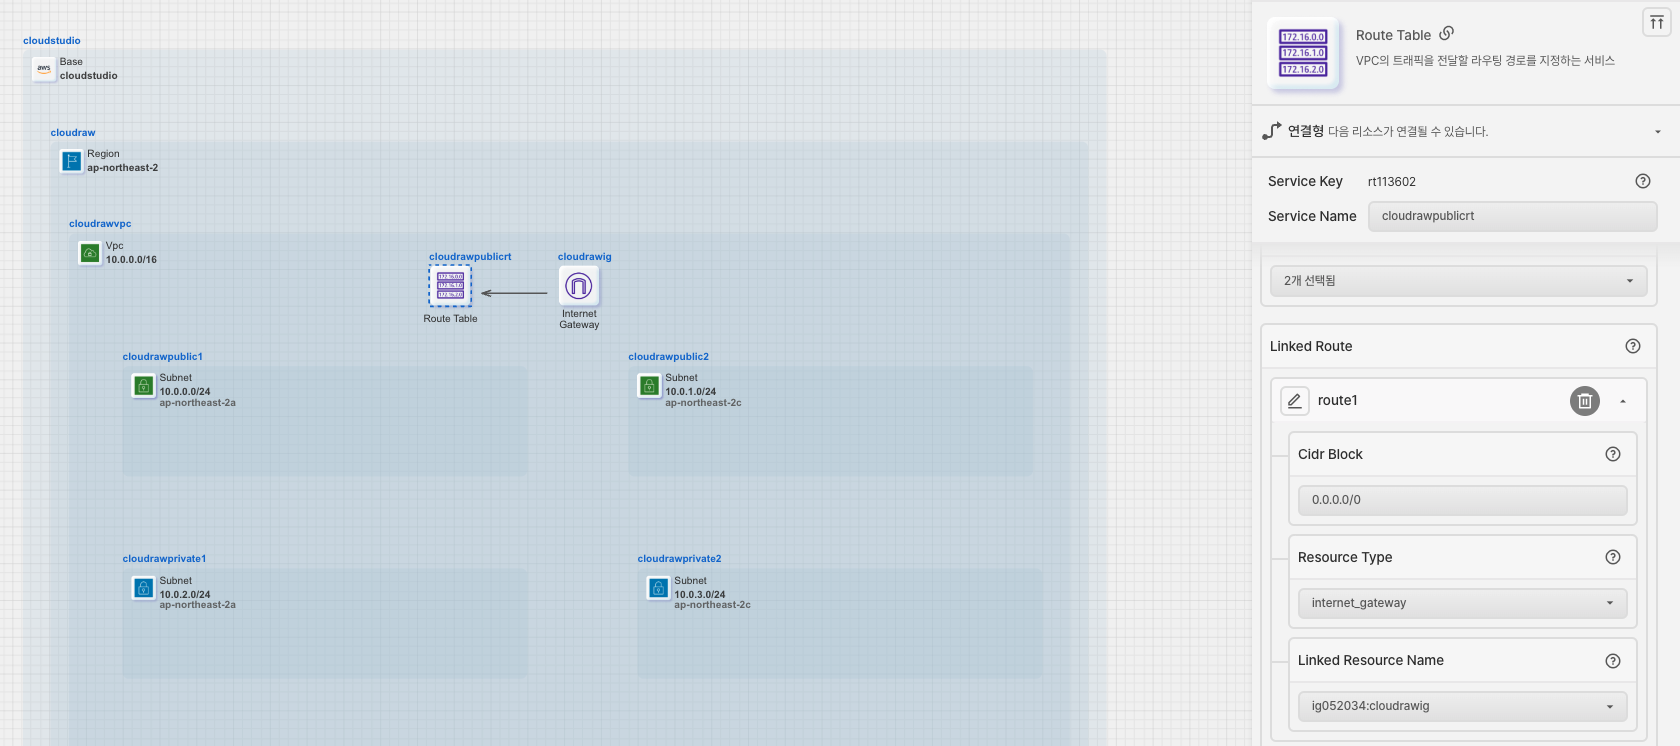 cloudstudio
aws
Base
cloudstudio
cloudraw
Region
ap-northeast-2
cloudrawvpc
Vpc
10.0.0.0/16
cloudrawpublicrt
172.16.0.0
172.16.1.0
172.16.2.0
Route Table
cloudrawig
Internet
Gateway
cloudrawpublic1
Subnet
10.0.0.0/24
ap-northeast-2a
cloudrawpublic2
Subnet
10.0.1.0/24
ap-northeast-2c
cloudrawprivate1
Subnet
10.0.2.0/24
ap-northeast-2a
cloudrawprivate2
Subnet
10.0.3.0/24
ap-northeast-2c
172.16.0.0
172.16.1.0
172.16.2.0
Route Table
VPC의 트래픽을 전달할 라우팅 경로를 지정하는 서비스
연결형 다음 리소스가 연결될 수 있습니다.
Service Key rt113602
Service Name cloudrawpublicrt
2개 선택됨
Linked Route
route1
Cidr Block
0.0.0.0/0
Resource Type
internet_gateway
Linked Resource Name
ig052034:cloudrawig